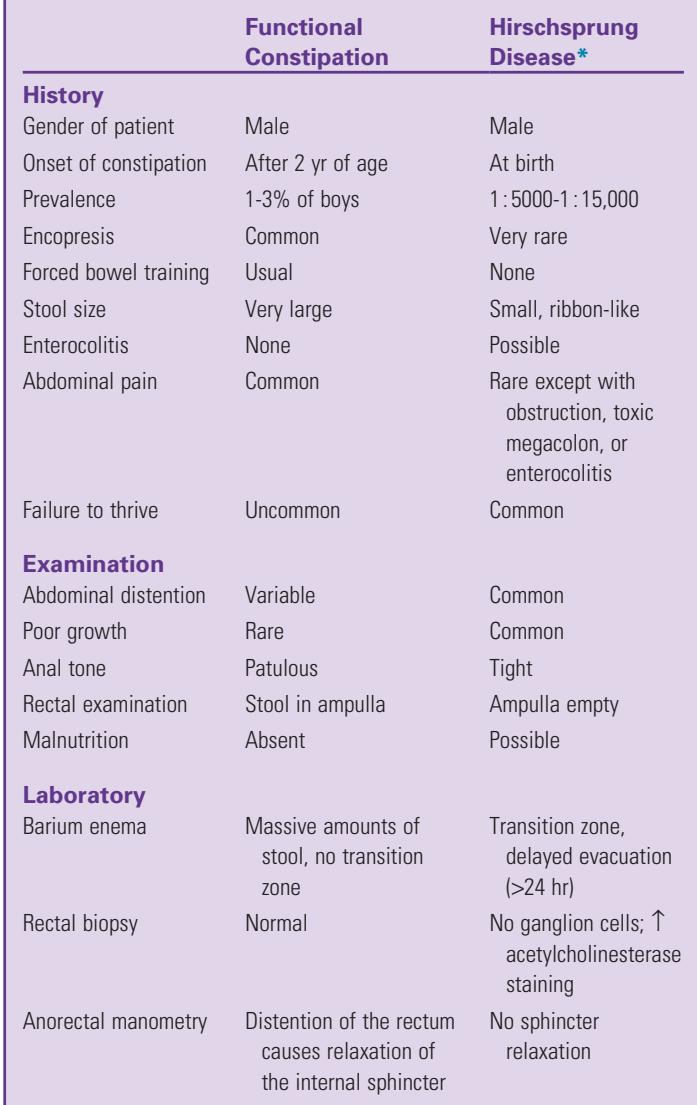 Functional Constipation Hirschsprung Disease*
History
Gender of patient Male Male
Onset of constipation After 2 yr of age At birth
Prevalence 1-3% of boys 1:5000-1:15,000
Encopresis Common Very rare
Forced bowel training Usual None
Stool size Very large Small, ribbon-like
Enterocolitis None Possible
Abdominal pain Common Rare except with
obstruction, toxic
megacolon, or
enterocolitis
Failure to thrive Uncommon Common
Examination
Abdominal distention Variable Common
Poor growth Rare Common
Anal tone Patulous Tight
Rectal examination Stool in ampulla Ampulla empty
Malnutrition Absent Possible
Laboratory
Barium enema Massive amounts of Transition zone,
stool, no transition delayed evacuation
zone (>24 hr)
Rectal biopsy Normal No ganglion cells; ↑
acetylcholinesterase
staining
Anorectal manometry Distention of the rectum No sphincter
causes relaxation of relaxation
the internal sphincter